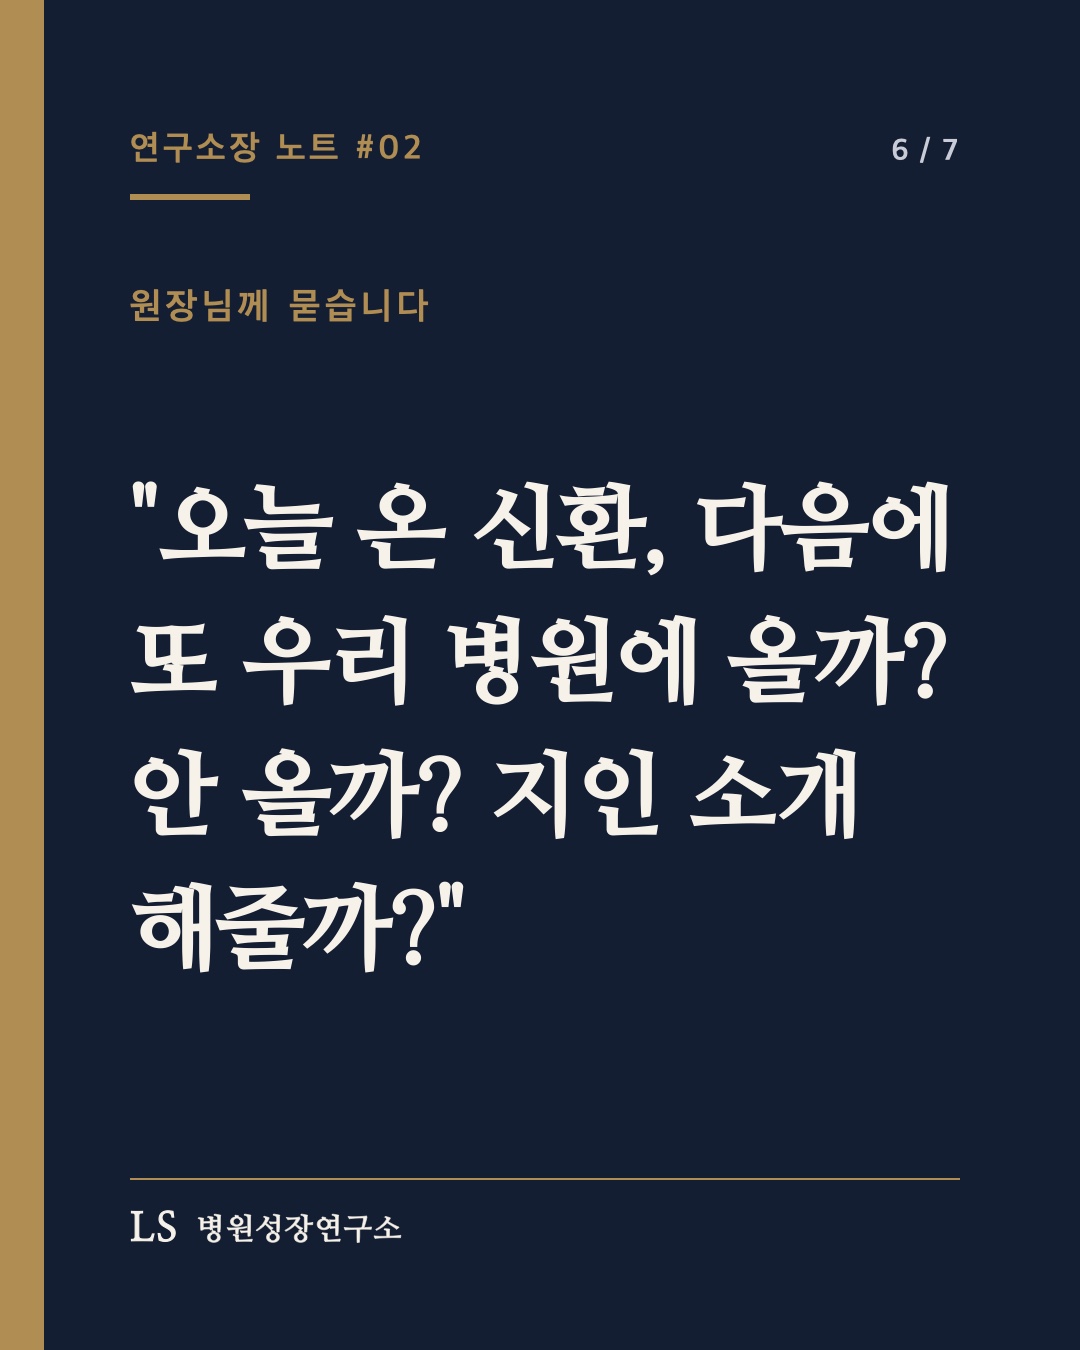 연구소장 노트 #02
6 / 7
원장님께 묻습니다
"오늘 온 신환, 다음에
또 우리 병원에 올까?
안 올까? 지인 소개
해줄까?"
LS 병원성장연구소